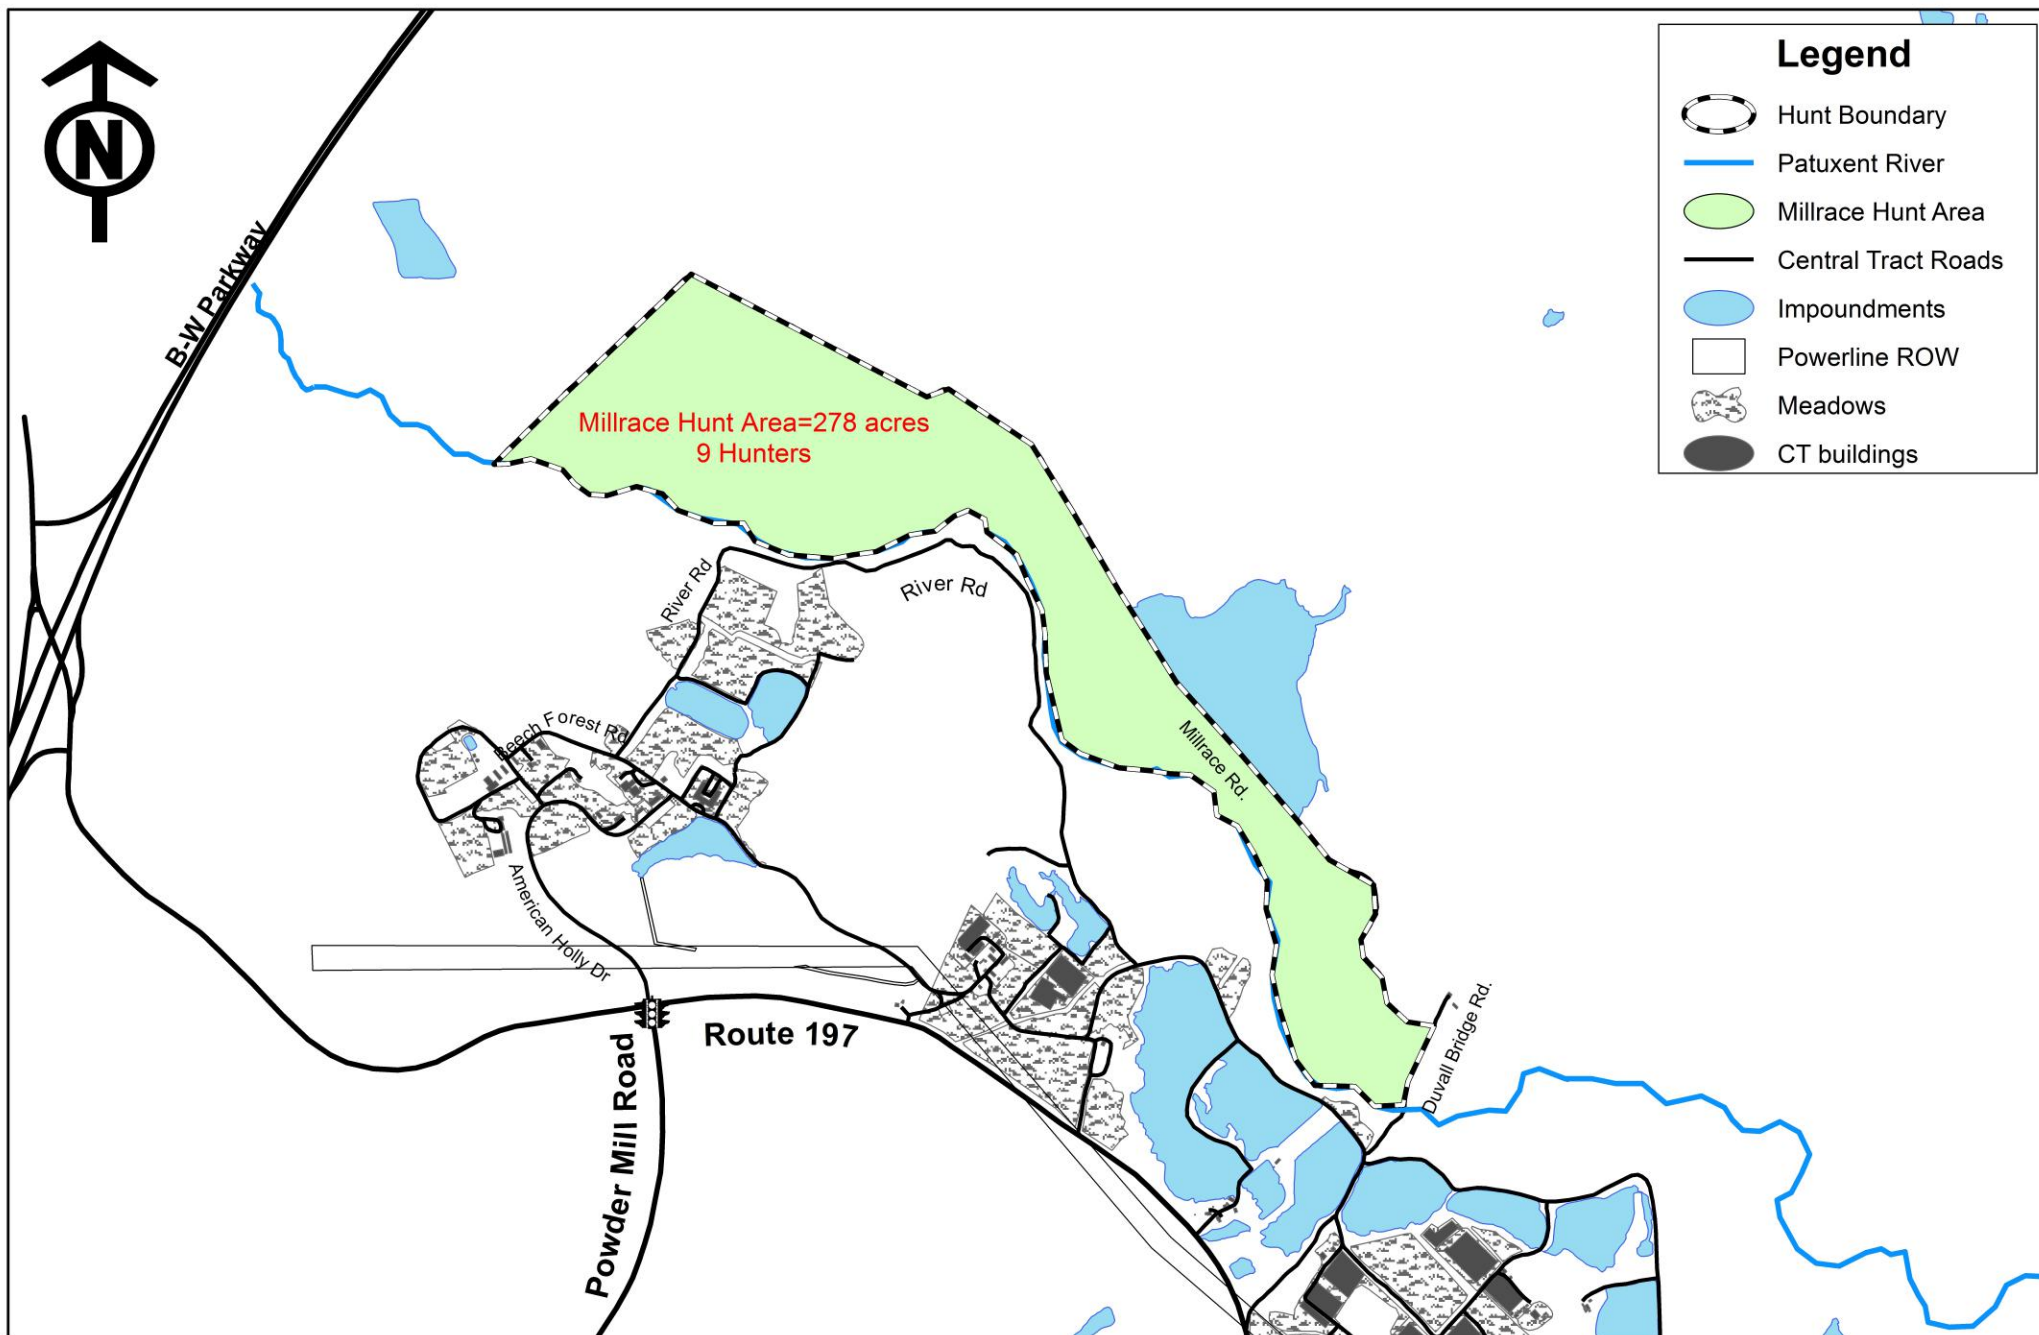 N
Legend
Hunt Boundary
Patuxent River
Millrace Hunt Area
Central Tract Roads
Impoundments
Powerline ROW
Meadows
CT buildings
B-W Parkway
Millrace Hunt Area=278 acres
9 Hunters
River Rd
River Rd
Beech Forest Rd
Millrace Rd.
American Holly Dr
Route 197
Powder Mill Road
Duvall Bridge Rd.